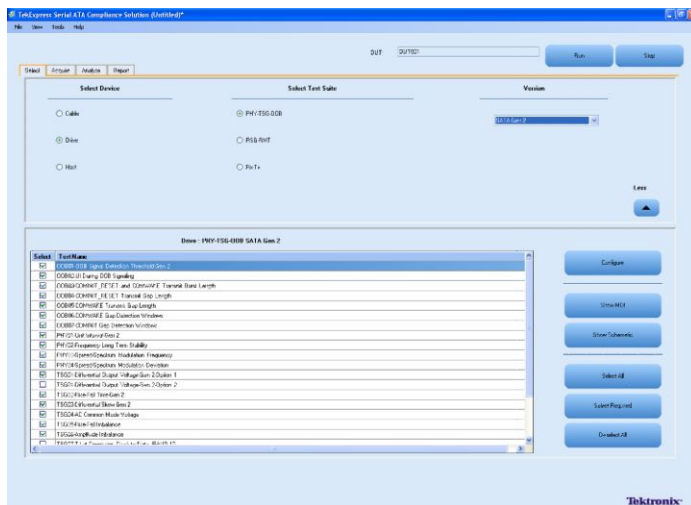 TekExpress Serial ATA Compliance Solution (Untitled)*
File View Tools Help
DUT DUT001
Run Stop
Select Acquire Analyze Report
Select Device Select Test Suite Version
Cable PHY-TSG-OOB
SATA Gen 2
Drive RSG-RMT
Host Rx-Tx
Less
Drive : PHY-TSG-OOB SATA Gen 2
Select TestName
OOB01-OOB Signal Detection Threshold Gen 2
OOB02-UI During OOB Signaling
OOB03-COMINIT_RESET and COMWAKE Transmit Burst Length
OOB04-COMINIT_RESET Transmit Gap Length
OOB05-COMWAKE Transmit Gap Length
OOB06-COMWAKE Gap Detection Windows
OOB07-COMINIT Gap Detection Windows
PHY01-Unit Interval-Gen 2
PHY02-Frequency Long Term Stability
Spread Spectrum Modulation Frequency
Spread Spectrum Modulation Deviation
TSG01-Differential Output Voltage-Gen 2-Option 1
TSG01-Differential Output Voltage-Gen 2-Option 2
TSG02-Rise Fall Time-Gen 2
TSG03-Differential Skew Gen 2
TSG04-AC Common Mode Voltage
TSG05-Rise Fall Imbalance
TSG06-Amplitude Imbalance
Configure
Show MOI
Show Schematic
Select All
Select Required
Deselect All
Tektronix